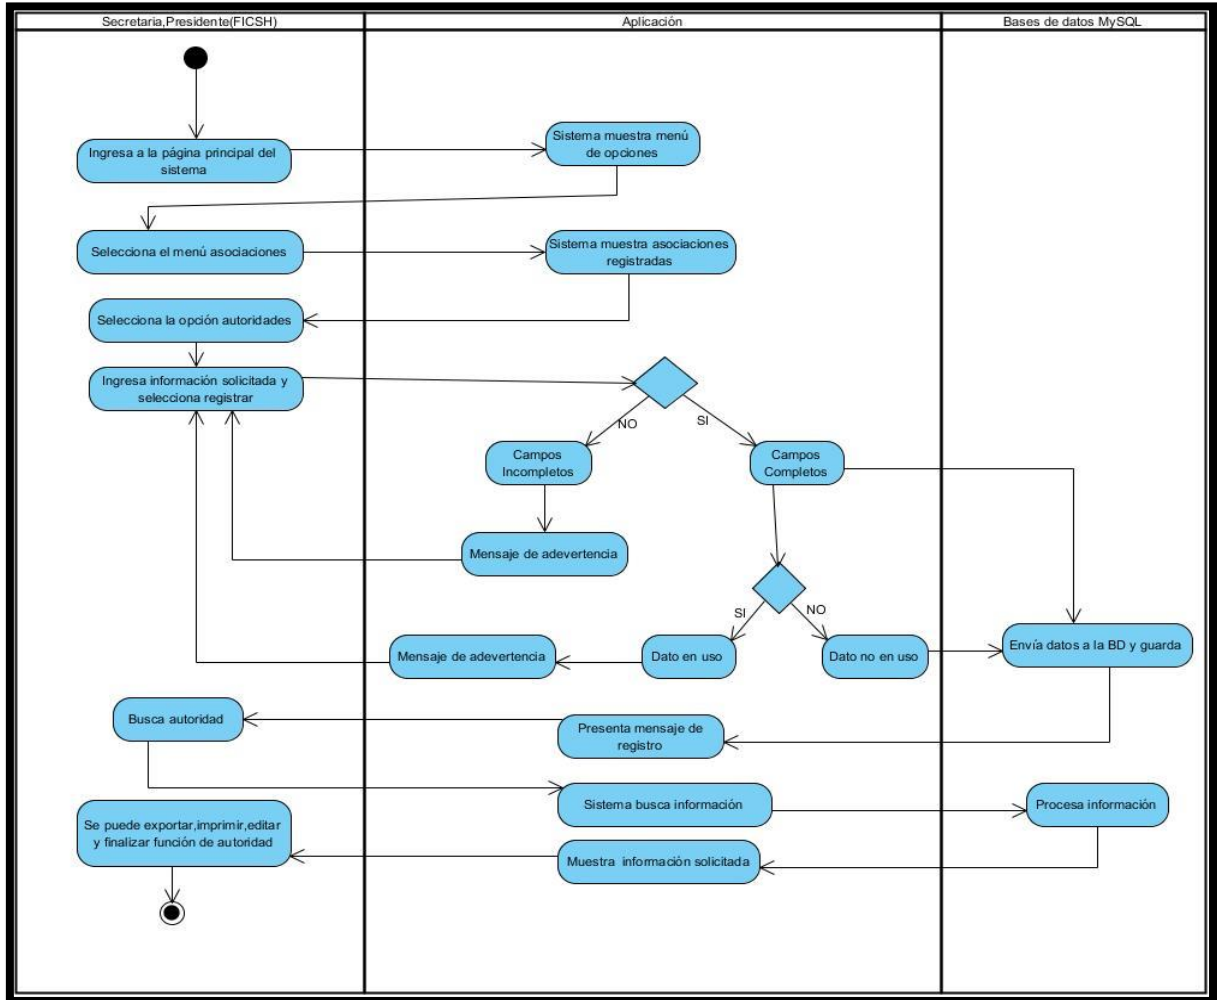 Secretaria,Presidente(FICSH)
Aplicación
Bases de datos MySQL
Ingresa a la página principal del
sistema
Sistema muestra menú
de opciones
Selecciona el menú asociaciones
Sistema muestra asociaciones
registradas
Selecciona la opción autoridades
Ingresa información solicitada y
selecciona registrar
NO
SI
Campos
Incompletos
Campos
Completos
Mensaje de adevertencia
SI
NO
Mensaje de adevertencia
Dato en uso
Dato no en uso
Envía datos a la BD y guarda
Busca autoridad
Presenta mensaje de
registro
Sistema busca información
Procesa información
Se puede exportar,imprimir,editar
y finalizar función de autoridad
Muestra información solicitada